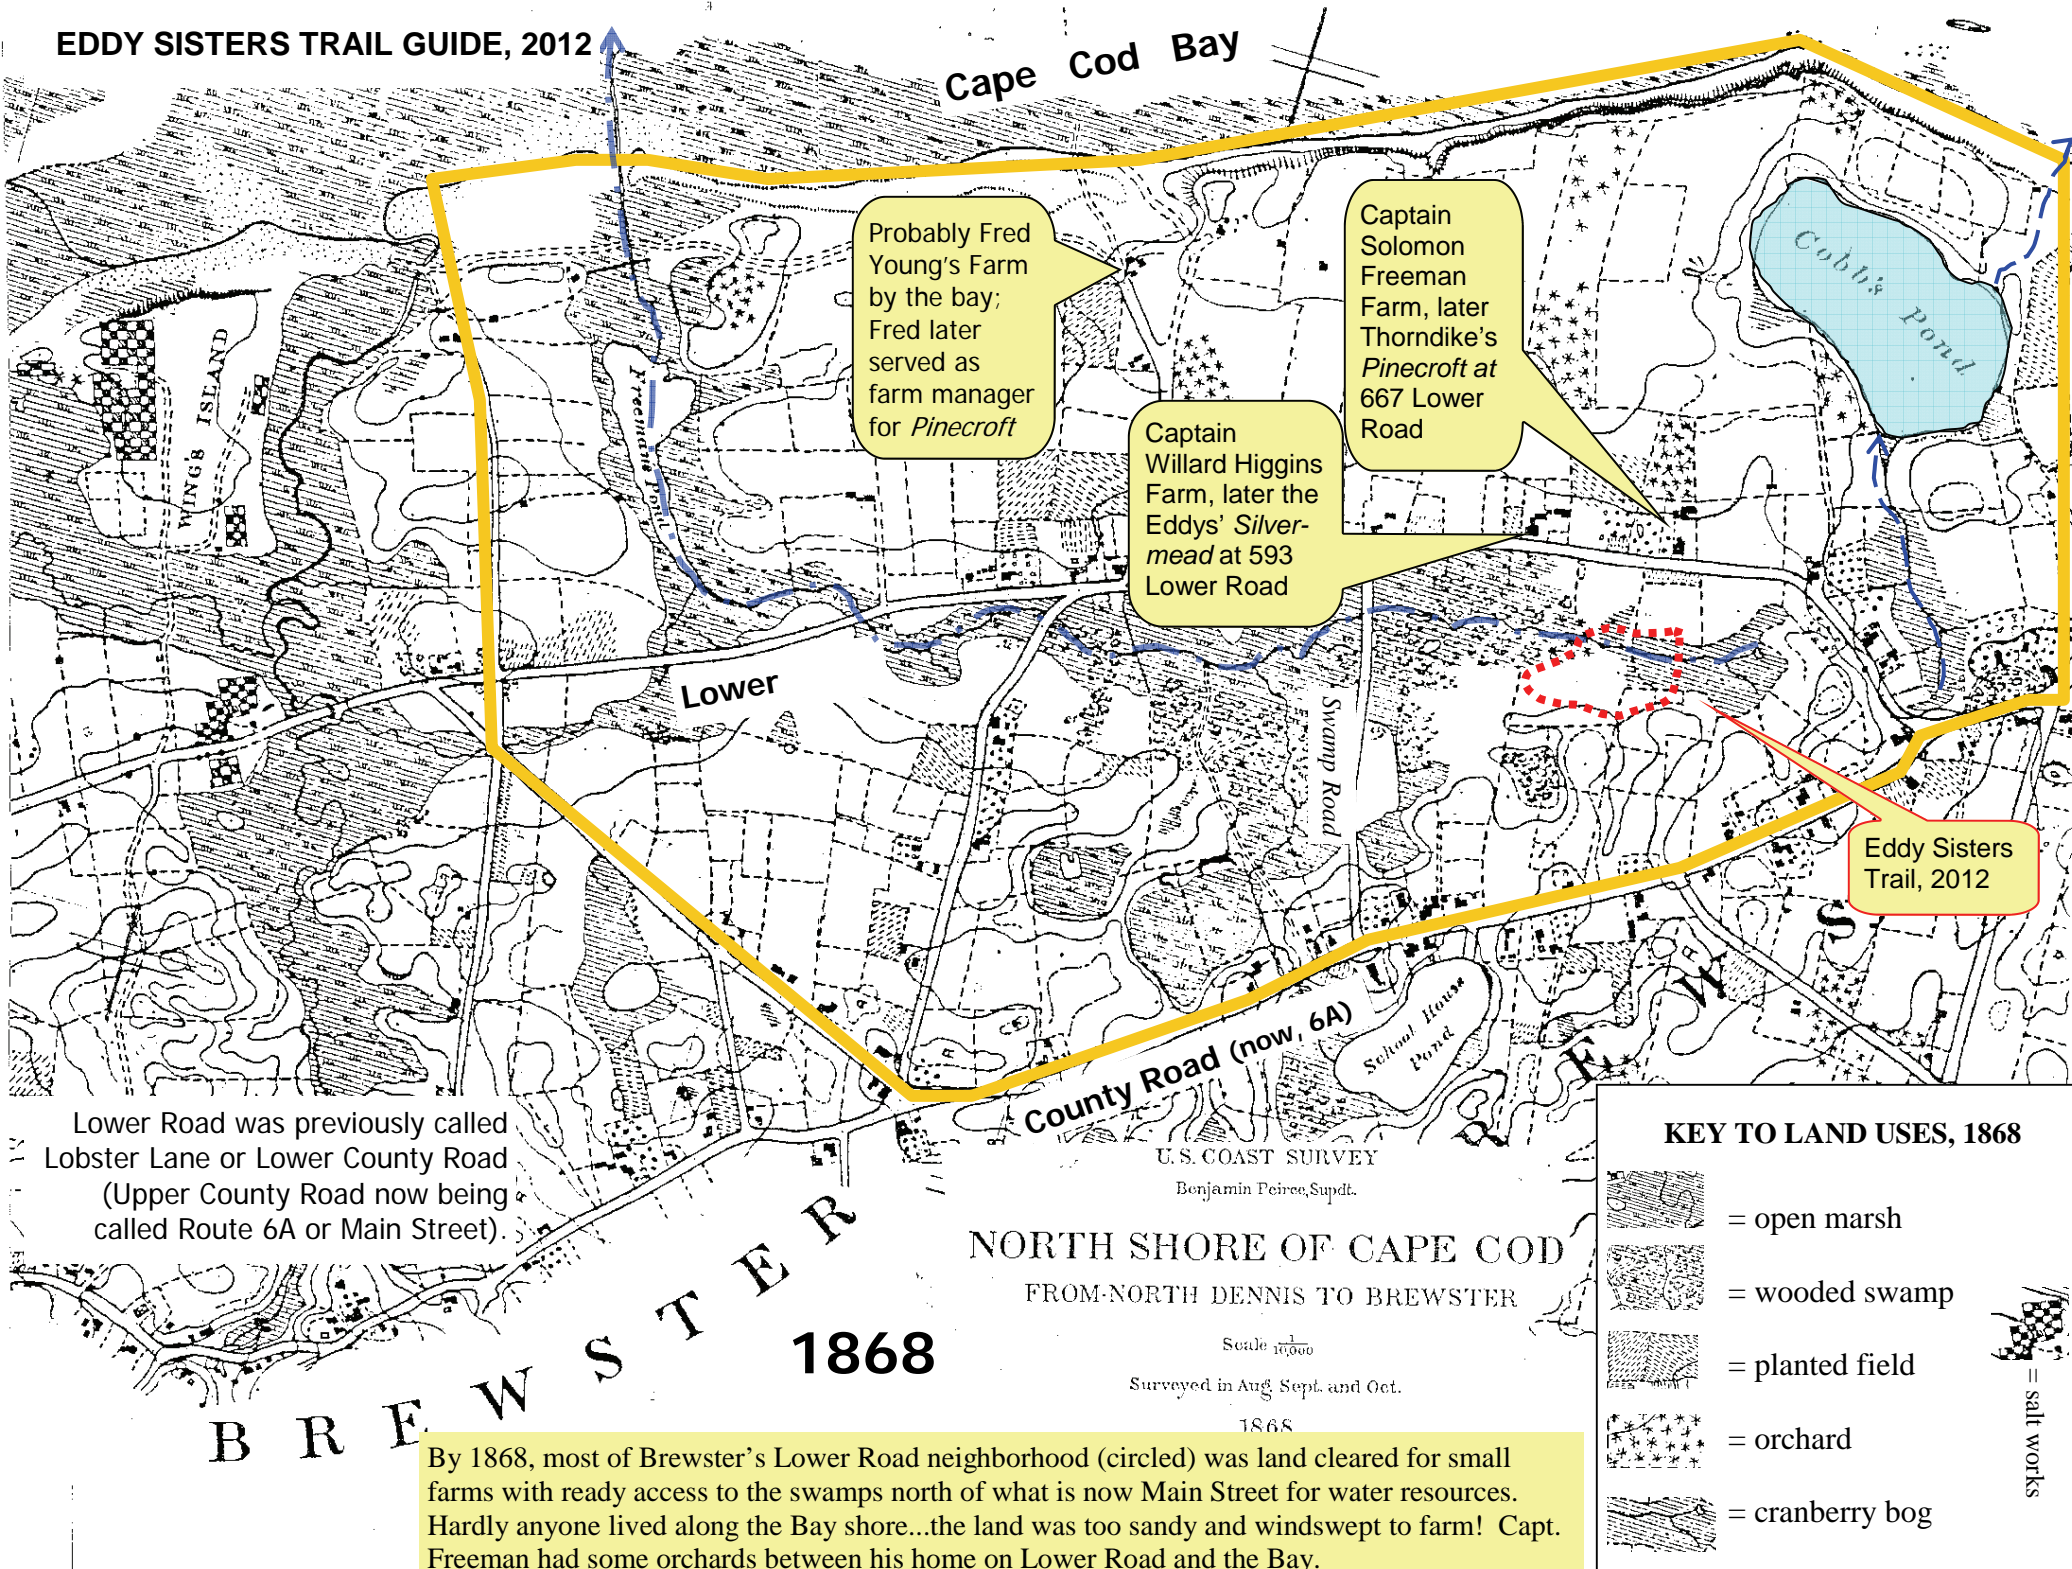 EDDY SISTERS TRAIL GUIDE, 2012
Cape Cod Bay
Probably Fred
Young's Farm
by the bay;
Fred later
served as
farm manager
for Pinecroft
Captain
Solomon
Freeman
Farm, later
Thorndike's
Pinecroft at
667 Lower
Road
Captain
Willard Higgins
Farm, later the
Eddys' Silver-
mead at 593
Lower Road
Cobb's Pond
WINGS ISLAND
Freemans Pond
Lower
Swamp Road
Eddy Sisters
Trail, 2012
County Road (now, 6A)
School House
Pond
Lower Road was previously called
Lobster Lane or Lower County Road
(Upper County Road now being
called Route 6A or Main Street).
BREWSTER
BREWS
U.S. COAST SURVEY
Benjamin Peirce, Supdt.
NORTH SHORE OF CAPE COD
FROM NORTH DENNIS TO BREWSTER
Scale 1/10,000
Surveyed in Aug. Sept. and Oct.
1868
1868
KEY TO LAND USES, 1868
= open marsh
= wooded swamp
= planted field
= orchard
= cranberry bog
= salt works
By 1868, most of Brewster's Lower Road neighborhood (circled) was land cleared for small
farms with ready access to the swamps north of what is now Main Street for water resources.
Hardly anyone lived along the Bay shore...the land was too sandy and windswept to farm! Capt.
Freeman had some orchards between his home on Lower Road and the Bay.